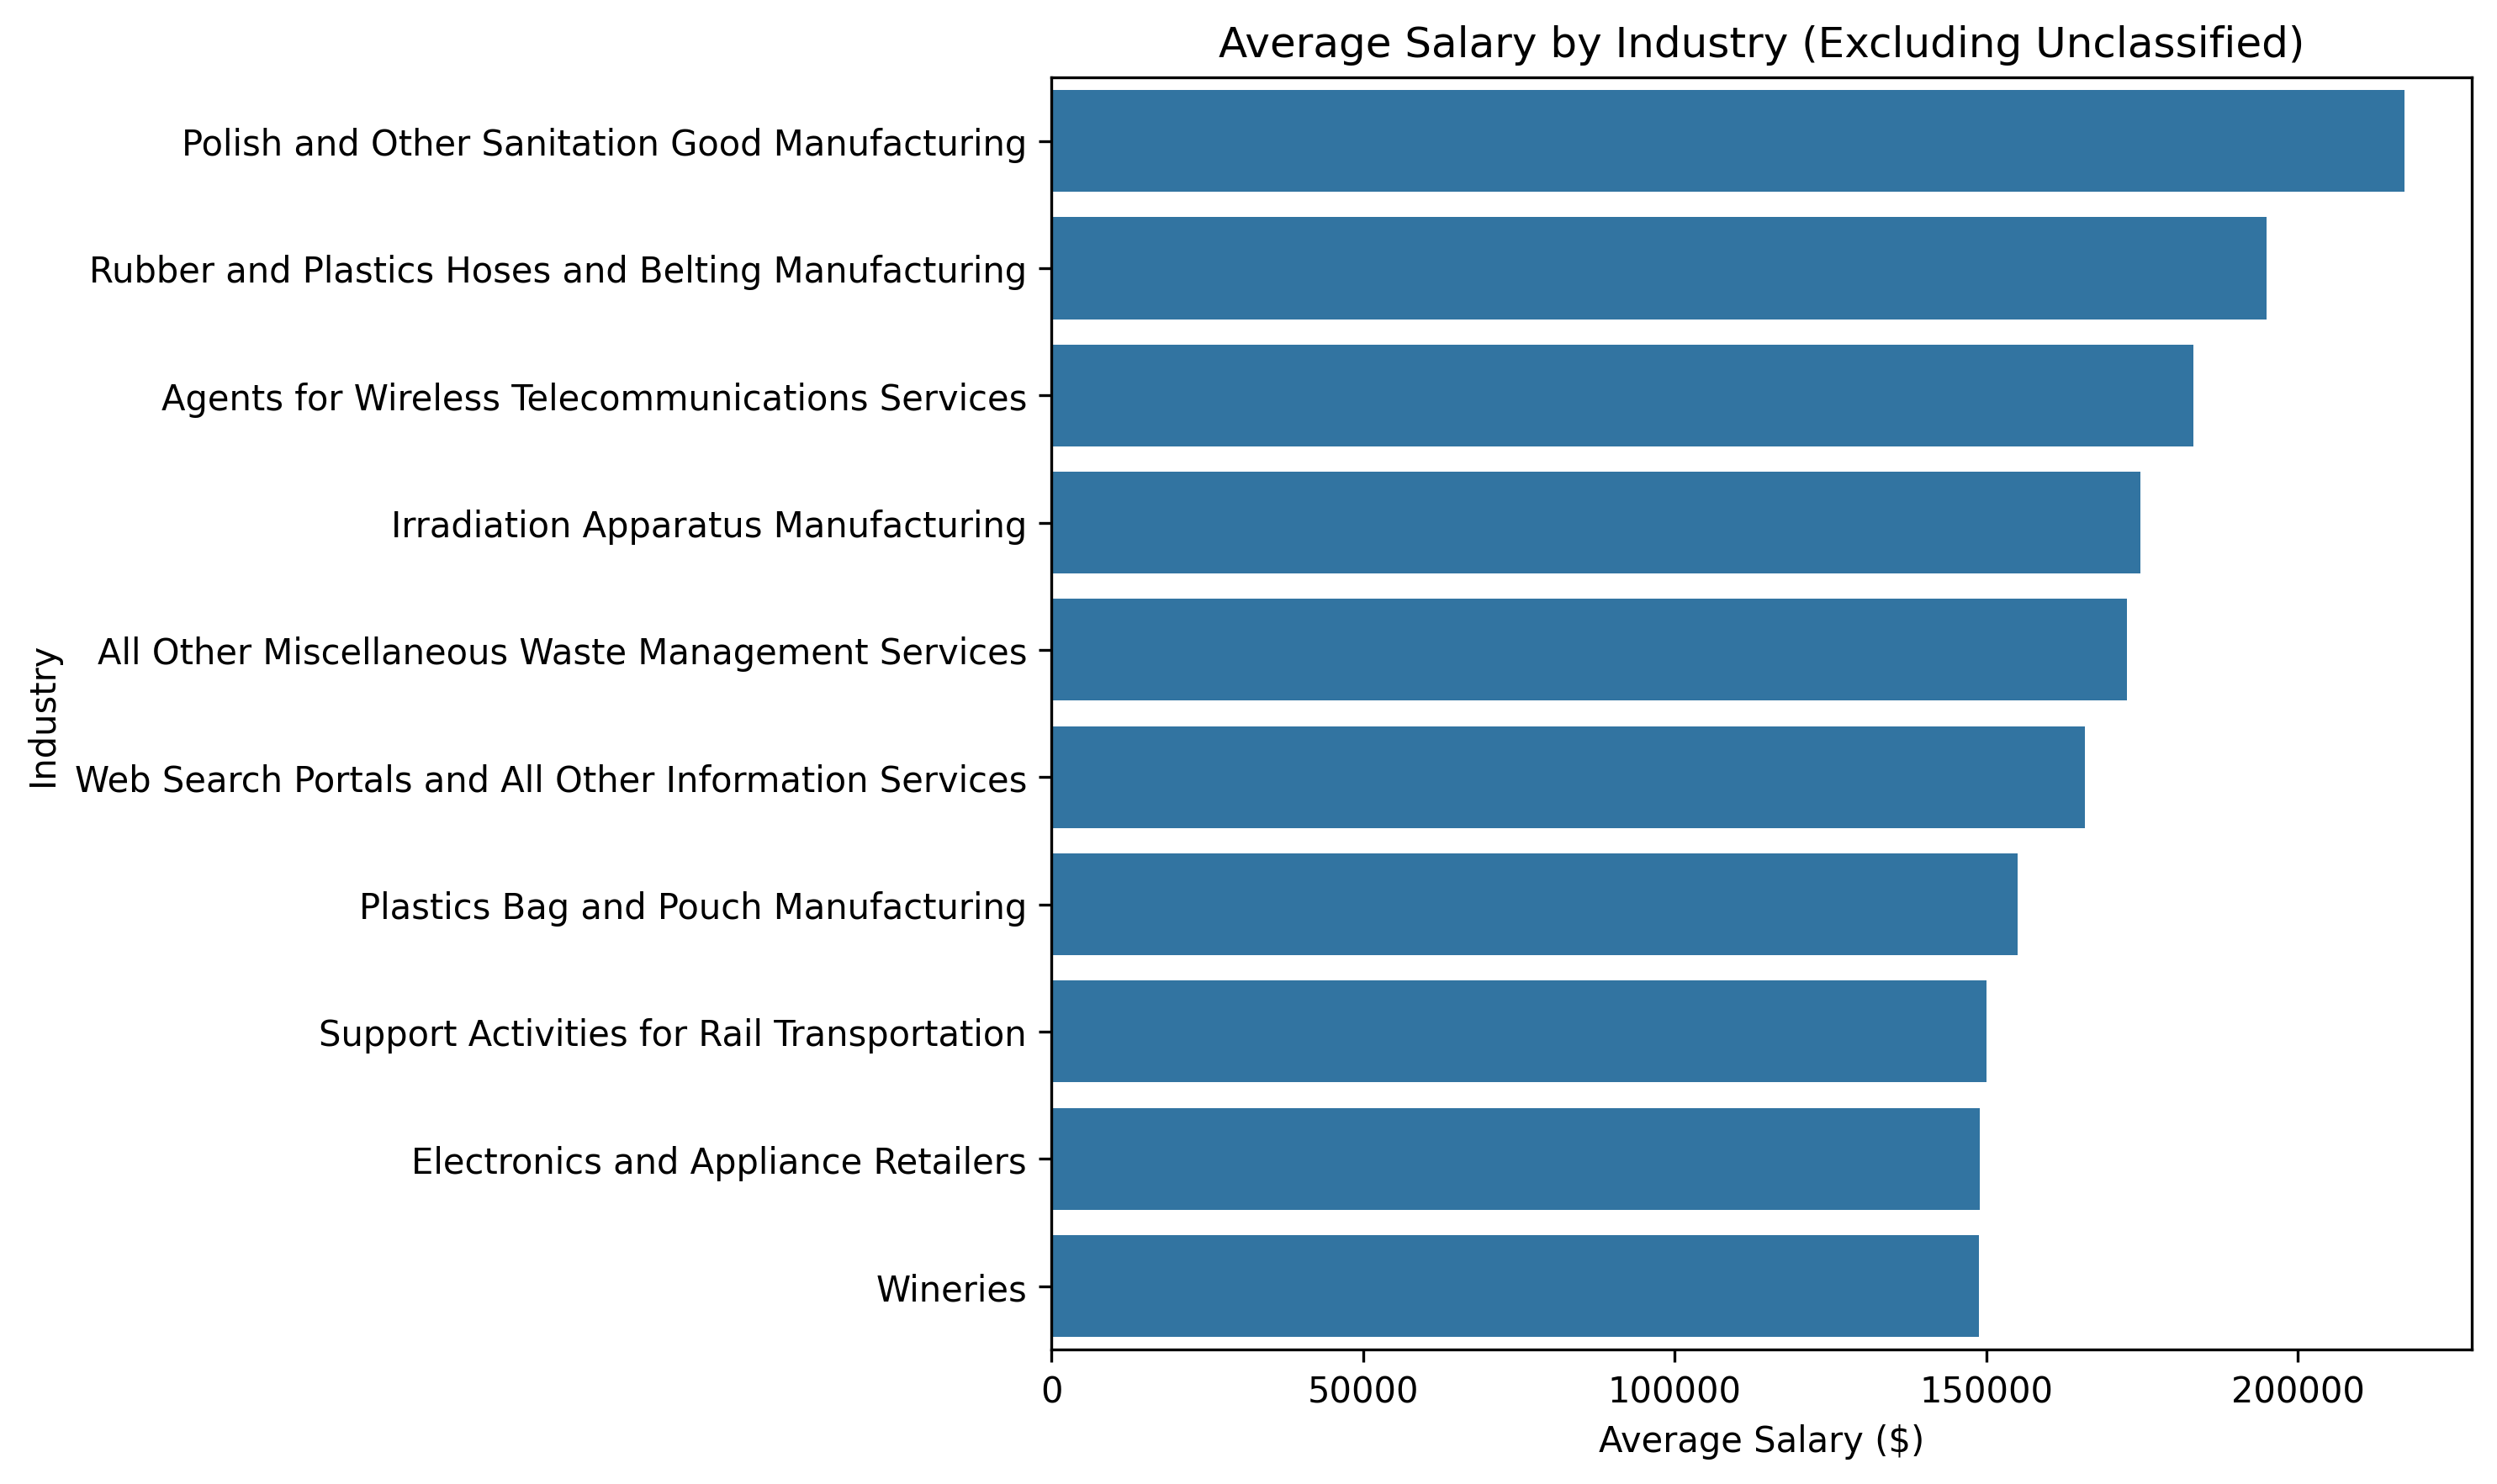 Average Salary by Industry (Excluding Unclassified)
Industry
Polish and Other Sanitation Good Manufacturing
Rubber and Plastics Hoses and Belting Manufacturing
Agents for Wireless Telecommunications Services
Irradiation Apparatus Manufacturing
All Other Miscellaneous Waste Management Services
Web Search Portals and All Other Information Services
Plastics Bag and Pouch Manufacturing
Support Activities for Rail Transportation
Electronics and Appliance Retailers
Wineries
0 50000 100000 150000 200000
Average Salary ($)